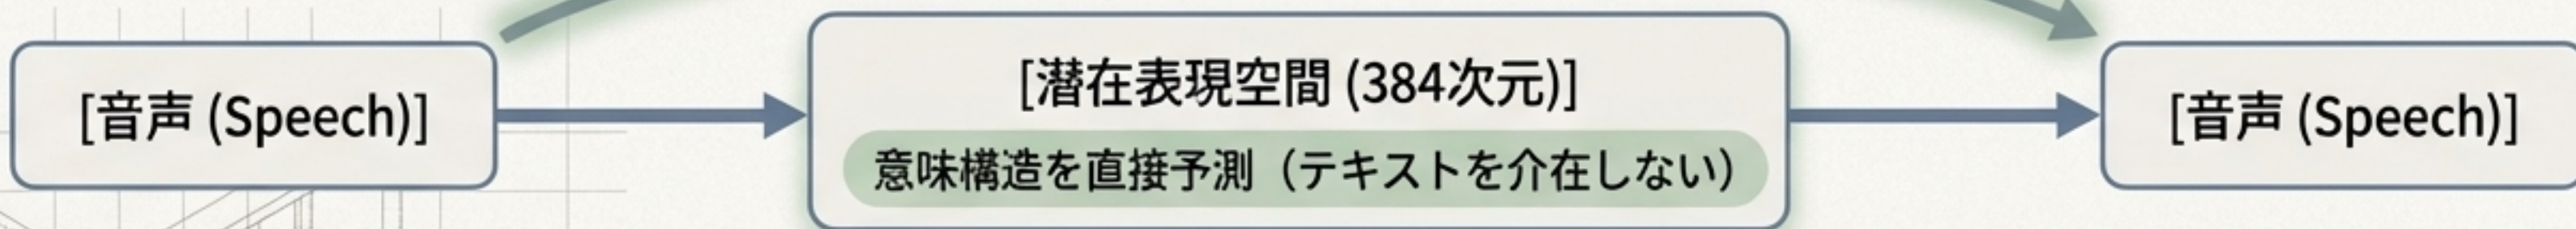 [音声 (Speech)]
[潜在表現空間 (384次元)]
意味構造を直接予測（テキストを介在しない）
[音声 (Speech)]